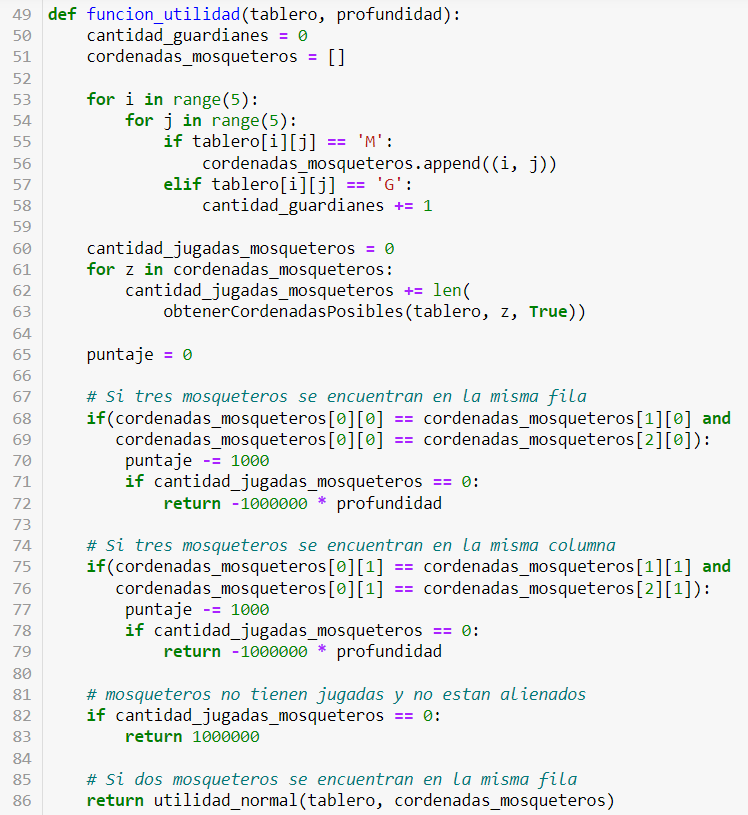 49 def funcion_utilidad(tablero, profundidad):
50     cantidad_guardianes = 0
51     cordenadas_mosqueteros = []
52
53     for i in range(5):
54         for j in range(5):
55             if tablero[i][j] == 'M':
56                 cordenadas_mosqueteros.append((i, j))
57             elif tablero[i][j] == 'G':
58                 cantidad_guardianes += 1
59
60     cantidad_jugadas_mosqueteros = 0
61     for z in cordenadas_mosqueteros:
62         cantidad_jugadas_mosqueteros += len(
63             obtenerCordenadasPosibles(tablero, z, True))
64
65     puntaje = 0
66
67     # Si tres mosqueteros se encuentran en la misma fila
68     if(cordenadas_mosqueteros[0][0] == cordenadas_mosqueteros[1][0] and
69        cordenadas_mosqueteros[0][0] == cordenadas_mosqueteros[2][0]):
70         puntaje -= 1000
71         if cantidad_jugadas_mosqueteros == 0:
72             return -1000000 * profundidad
73
74     # Si tres mosqueteros se encuentran en la misma columna
75     if(cordenadas_mosqueteros[0][1] == cordenadas_mosqueteros[1][1] and
76        cordenadas_mosqueteros[0][1] == cordenadas_mosqueteros[2][1]):
77         puntaje -= 1000
78         if cantidad_jugadas_mosqueteros == 0:
79             return -1000000 * profundidad
80
81     # mosqueteros no tienen jugadas y no estan alienados
82     if cantidad_jugadas_mosqueteros == 0:
83         return 1000000
84
85     # Si dos mosqueteros se encuentran en la misma fila
86     return utilidad_normal(tablero, cordenadas_mosqueteros)